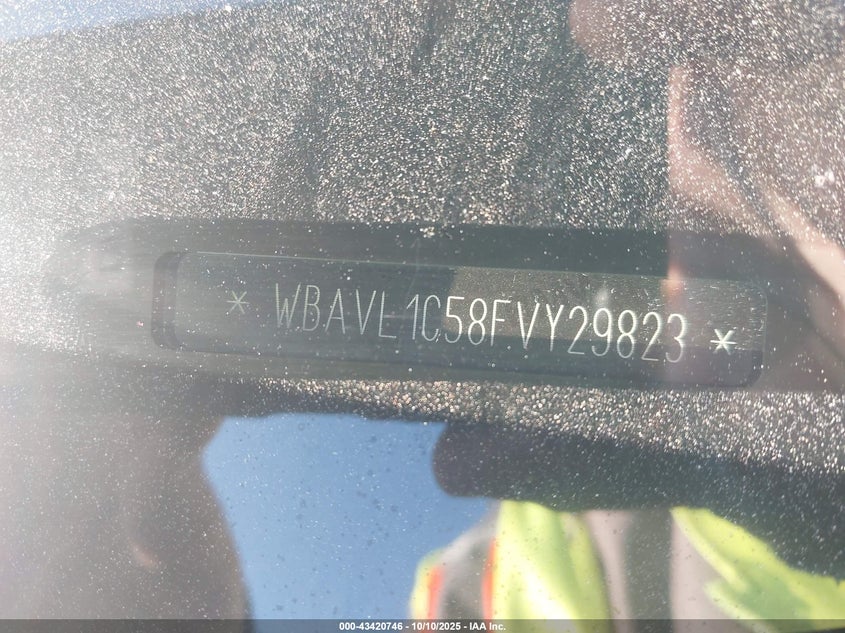 * WBAVL1C58FVY29823 *
000-43420746 - 10/10/2025 - IAA Inc.